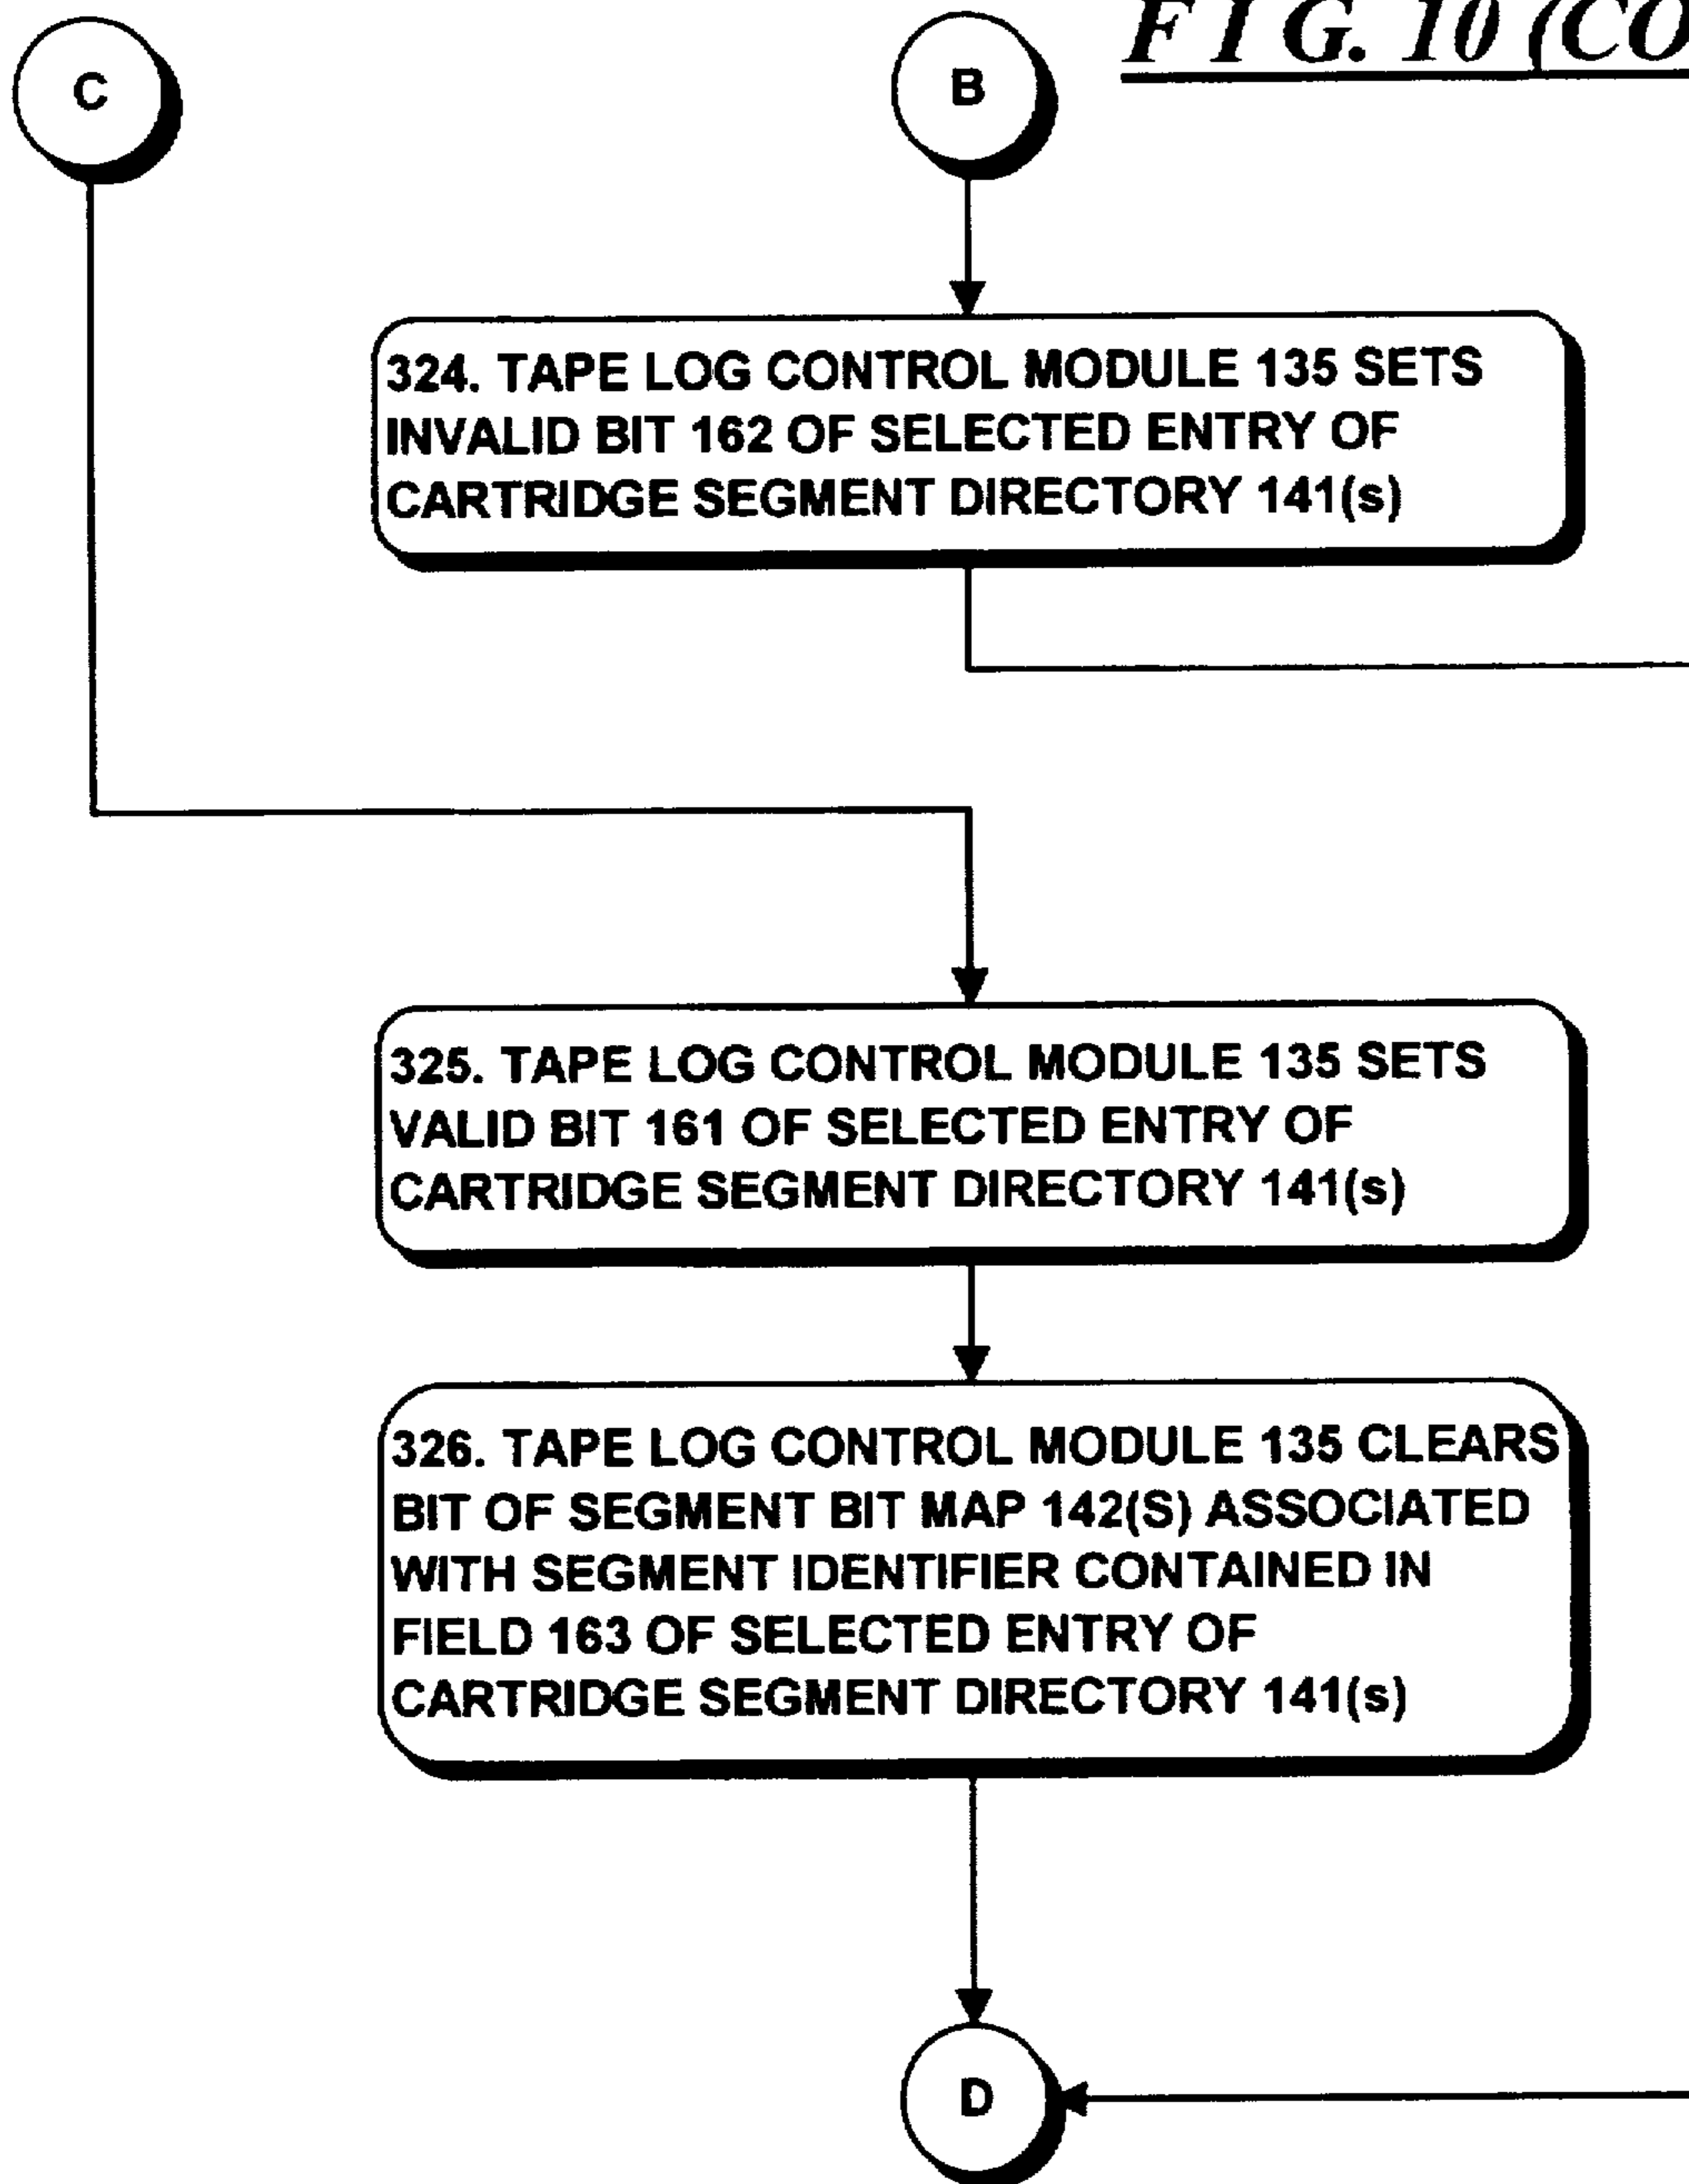 FIG. 10 (CO
C
B
324. TAPE LOG CONTROL MODULE 135 SETS
INVALID BIT 162 OF SELECTED ENTRY OF
CARTRIDGE SEGMENT DIRECTORY 141(s)
325. TAPE LOG CONTROL MODULE 135 SETS
VALID BIT 161 OF SELECTED ENTRY OF
CARTRIDGE SEGMENT DIRECTORY 141(s)
326. TAPE LOG CONTROL MODULE 135 CLEARS
BIT OF SEGMENT BIT MAP 142(S) ASSOCIATED
WITH SEGMENT IDENTIFIER CONTAINED IN
FIELD 163 OF SELECTED ENTRY OF
CARTRIDGE SEGMENT DIRECTORY 141(s)
D